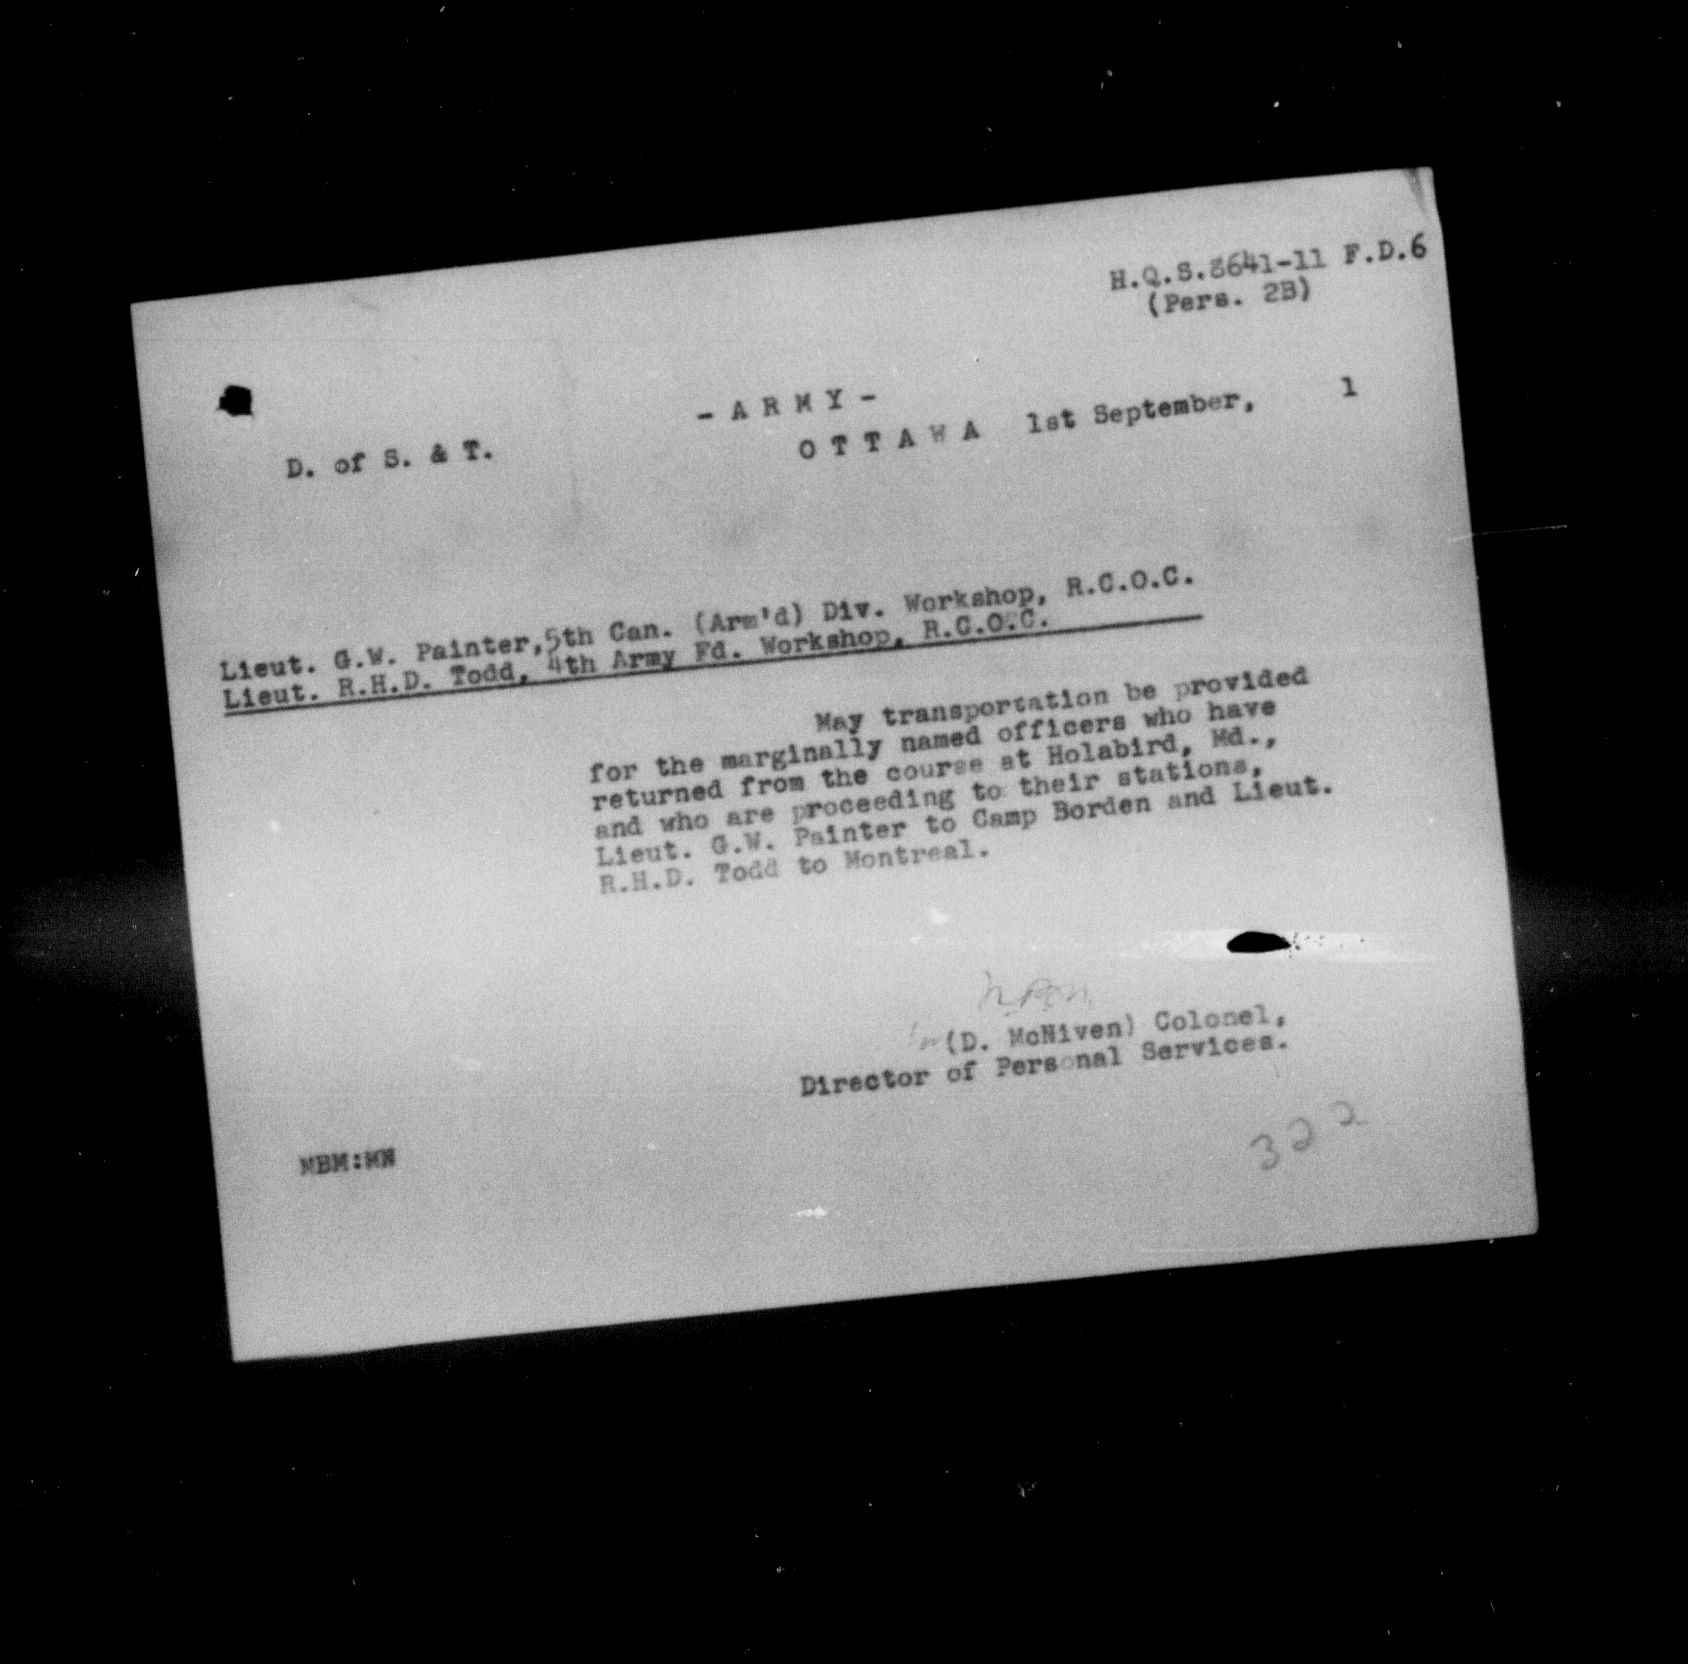 H.Q.S.8641-11 F.D.6
(Pers. 2B)
- A R M Y -
D. of S. & T.
O T T A W A 1st September, 1
Lieut. G.W. Painter,5th Can. (Arm'd) Div. Workshop, R.C.O.C.
Lieut. R.H.D. Todd, 4th Army Fd. Workshop, R.C.O.C.
May transportation be provided
for the marginally named officers who have
returned from the course at Holabird, Md.,
and who are proceeding to their stations,
Lieut. G.W. Painter to Camp Borden and Lieut.
R.H.D. Todd to Montreal.
(D. McNiven) Colonel,
Director of Personal Services.
322
MBM:MN